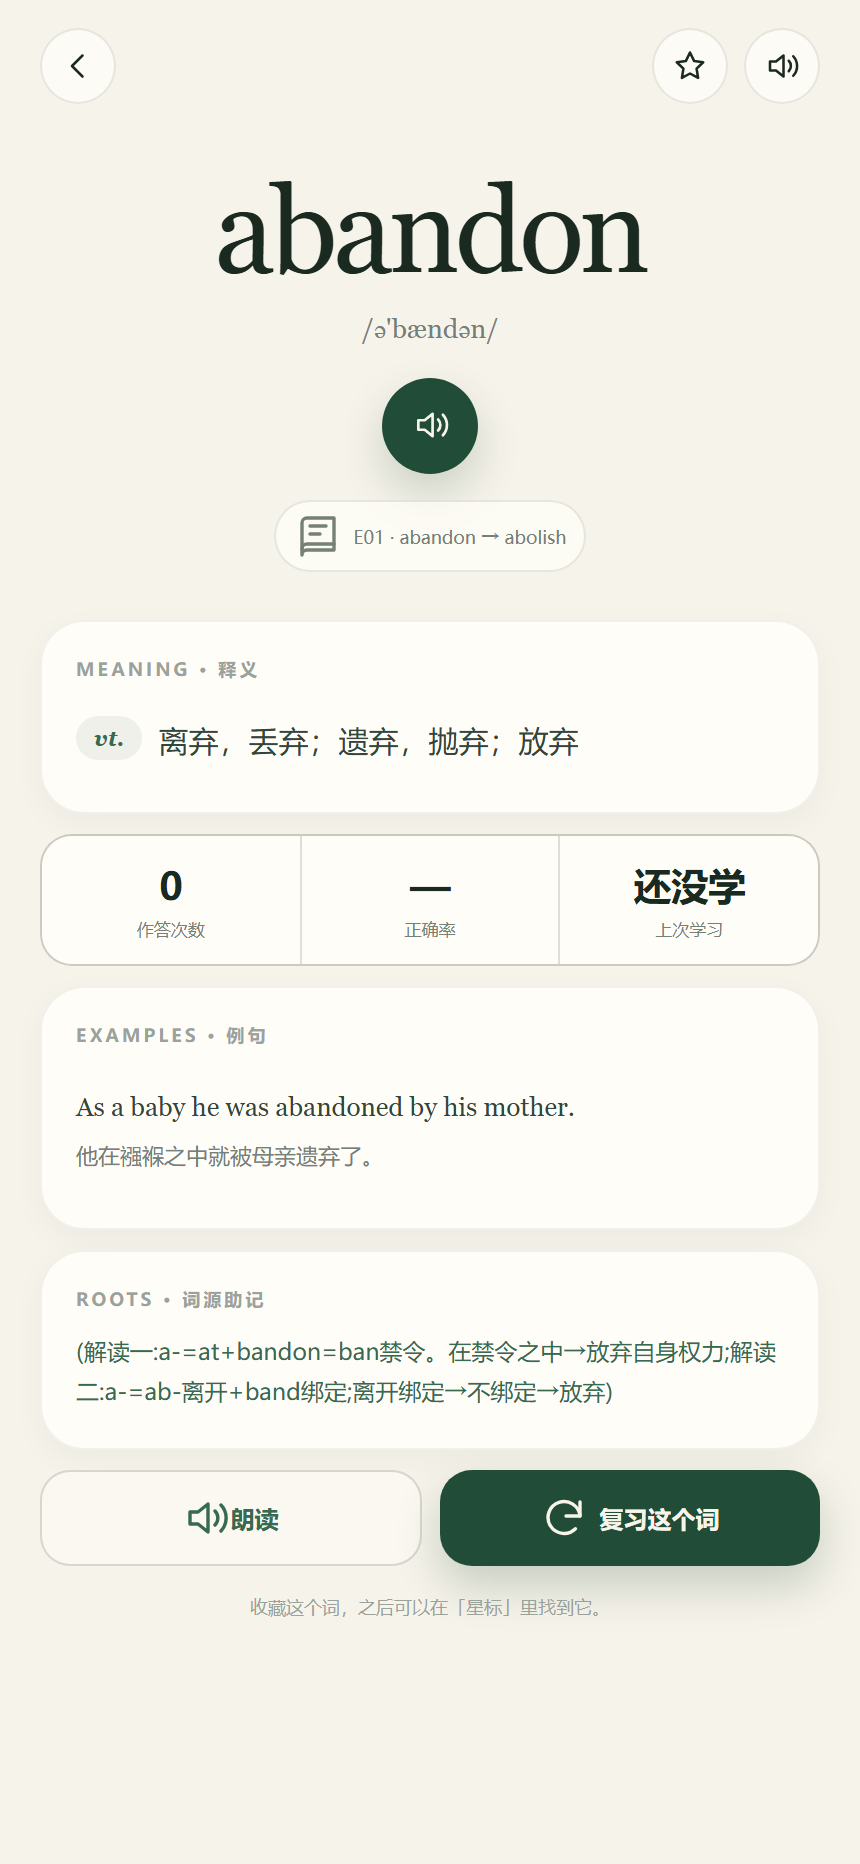 abandon
/ə'bændən/
E01 · abandon → abolish
MEANING • 释义
vt. 离弃，丢弃；遗弃，抛弃；放弃
0 — 还没学
作答次数 正确率 上次学习
EXAMPLES • 例句
As a baby he was abandoned by his mother.
他在襁褓之中就被母亲遗弃了。
ROOTS • 词源助记
(解读一:a-=at+bandon=ban禁令。在禁令之中→放弃自身权力;解读
二:a-=ab-离开+band绑定;离开绑定→不绑定→放弃)
朗读 复习这个词
收藏这个词，之后可以在「星标」里找到它。